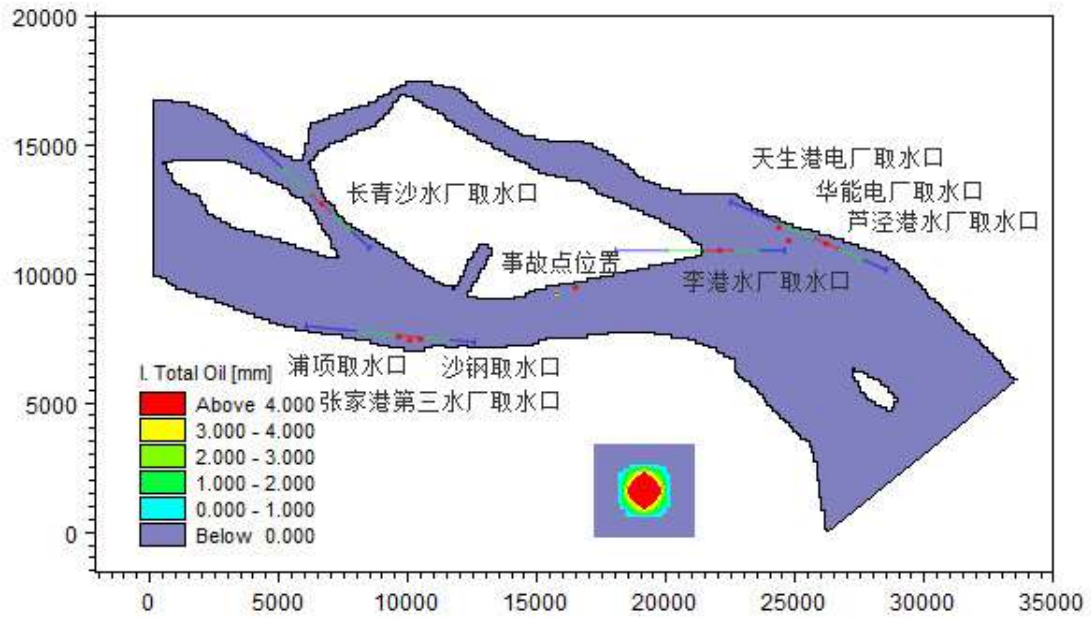 20000
15000
10000
5000
0
天生港电厂取水口
华能电厂取水口
芦泾港水厂取水口
长青沙水厂取水口
事故点位置
李港水厂取水口
浦项取水口 沙钢取水口
张家港第三水厂取水口
I. Total Oil [mm]
Above 4.000
3.000 - 4.000
2.000 - 3.000
1.000 - 2.000
0.000 - 1.000
Below 0.000
0 5000 10000 15000 20000 25000 30000 35000